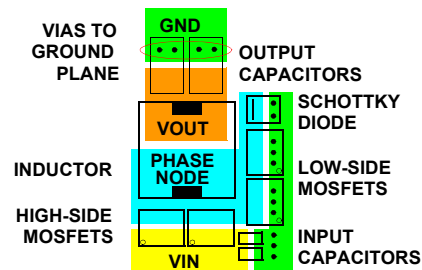 GND
VIAS TO
GROUND
PLANE
OUTPUT
CAPACITORS
SCHOTTKY
DIODE
VOUT
INDUCTOR
PHASE
NODE
LOW-SIDE
MOSFETS
HIGH-SIDE
MOSFETS
INPUT
CAPACITORS
VIN